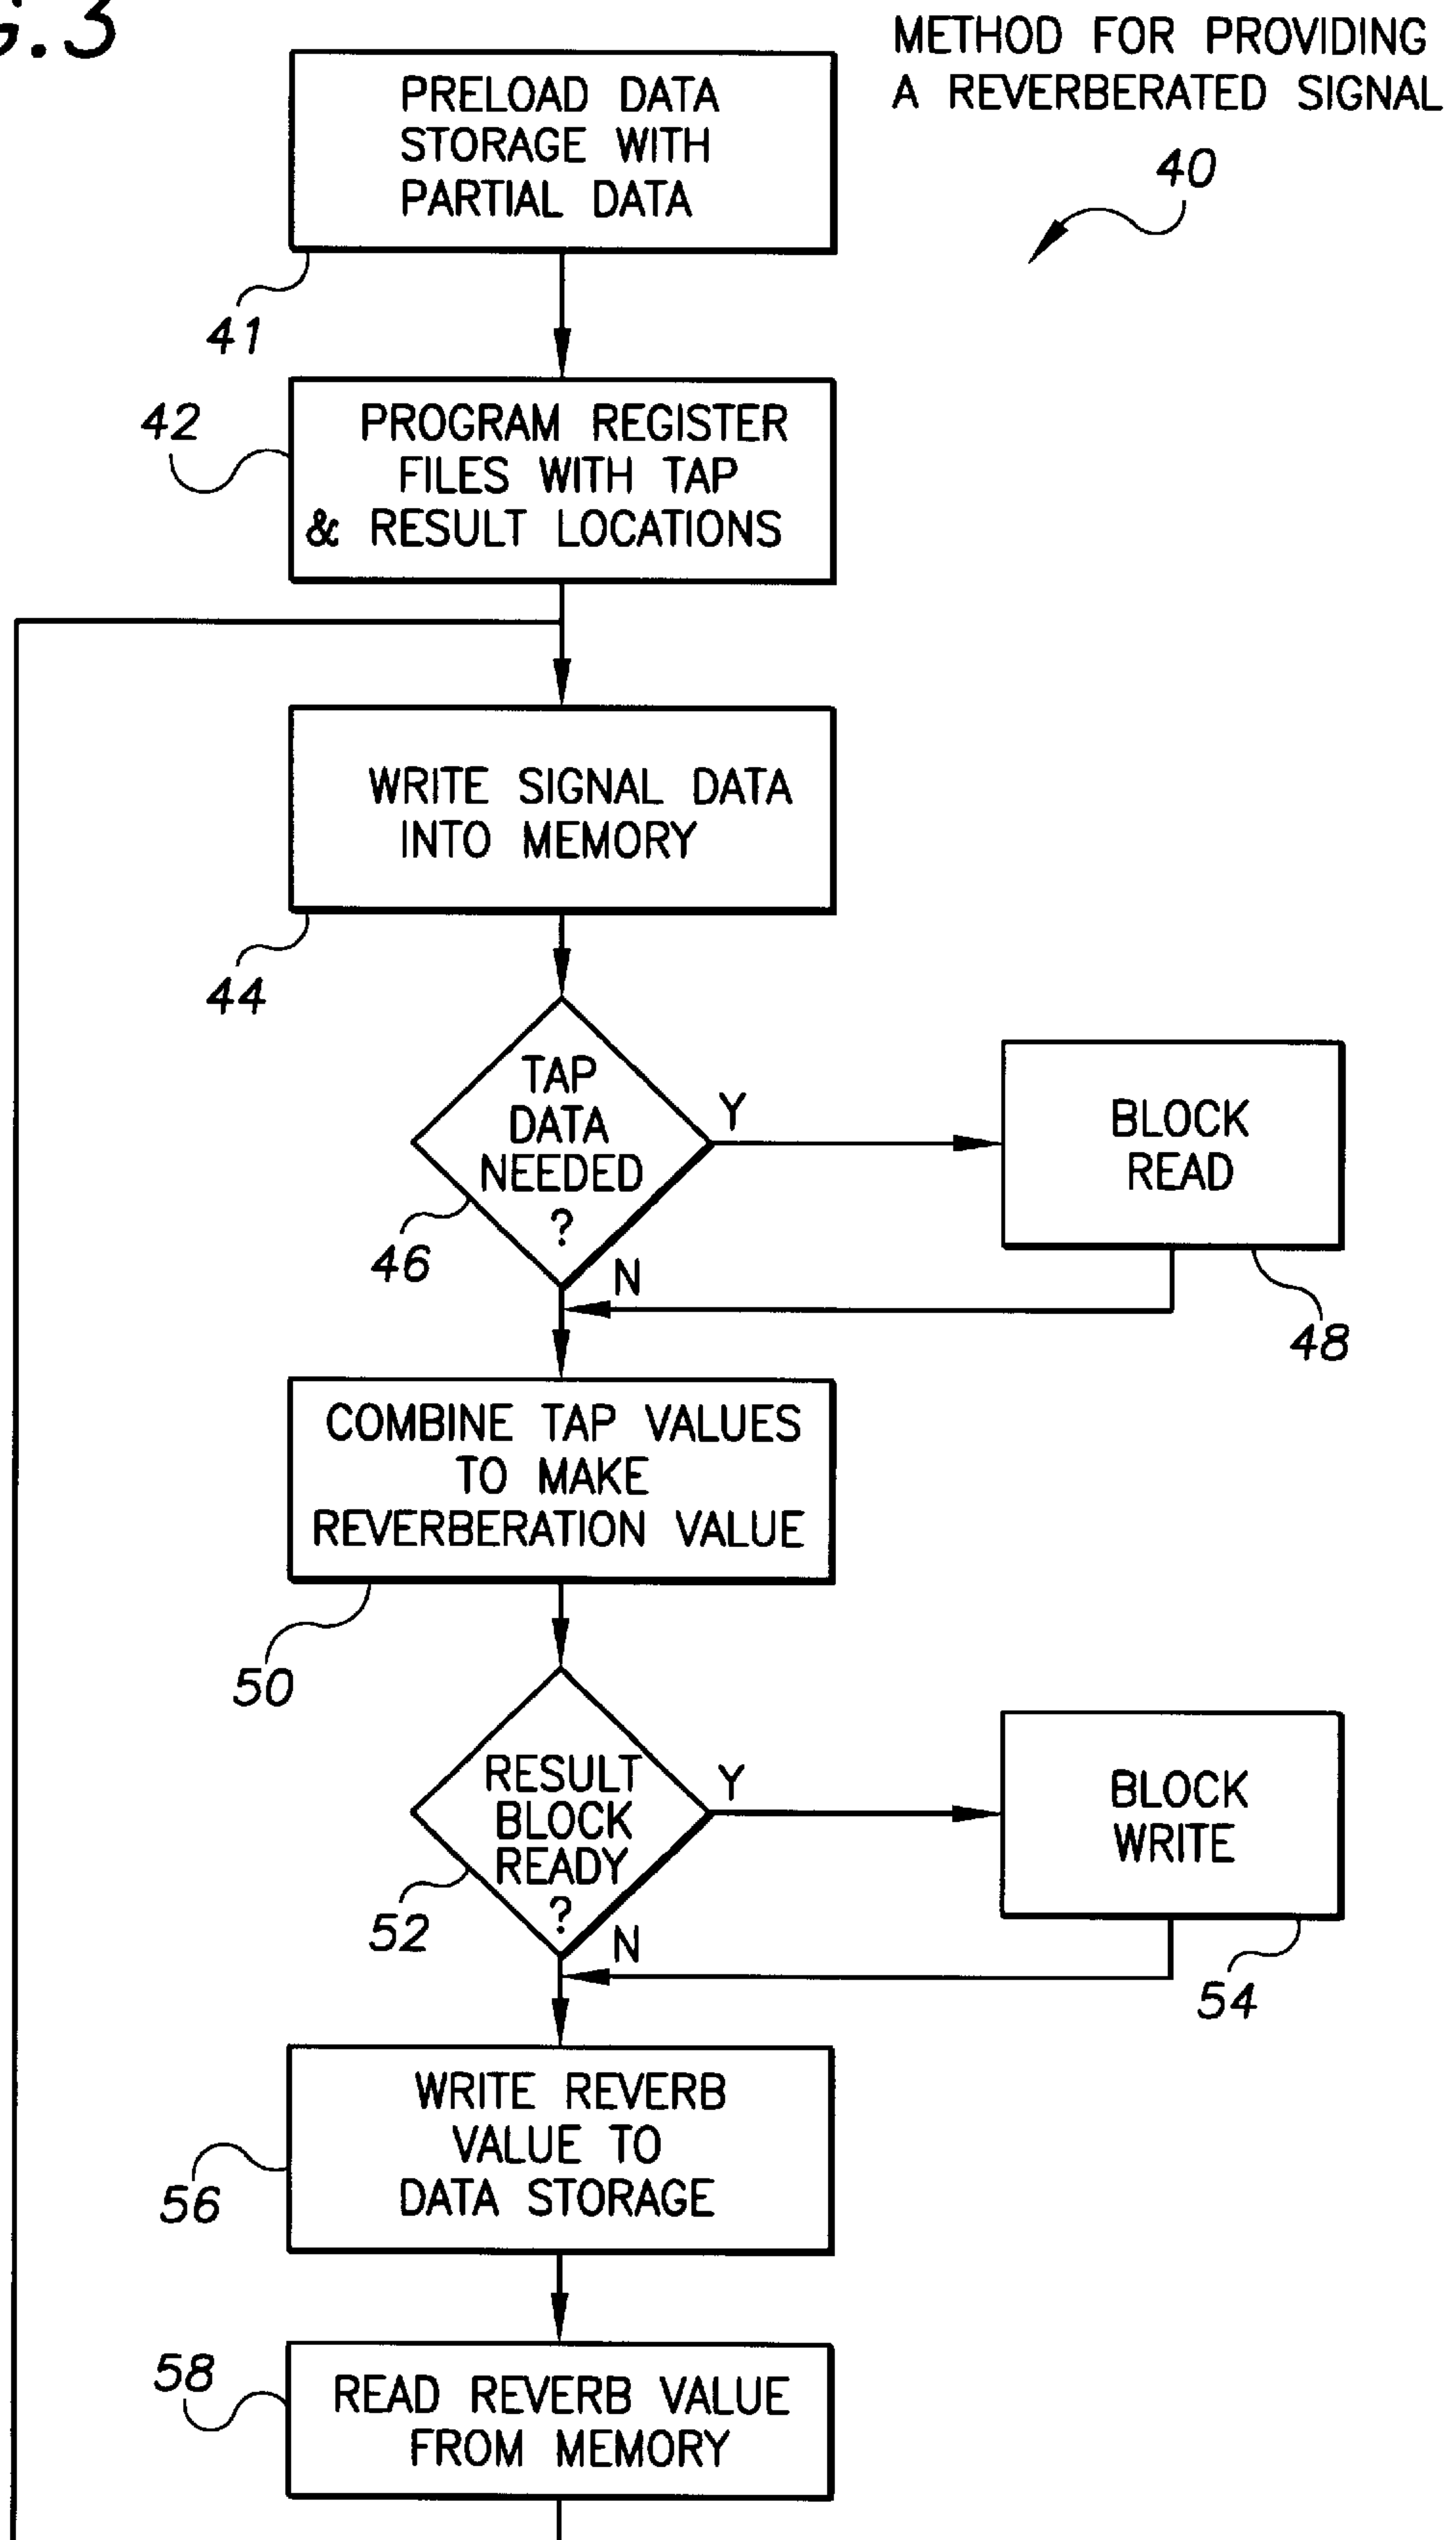 G.3
METHOD FOR PROVIDING
A REVERBERATED SIGNAL
40
PRELOAD DATA
STORAGE WITH
PARTIAL DATA
41
42
PROGRAM REGISTER
FILES WITH TAP
& RESULT LOCATIONS
WRITE SIGNAL DATA
INTO MEMORY
44
TAP
DATA
NEEDED
?
Y
N
46
BLOCK
READ
48
COMBINE TAP VALUES
TO MAKE
REVERBERATION VALUE
50
RESULT
BLOCK
READY
?
Y
N
52
BLOCK
WRITE
54
WRITE REVERB
VALUE TO
DATA STORAGE
56
58
READ REVERB VALUE
FROM MEMORY